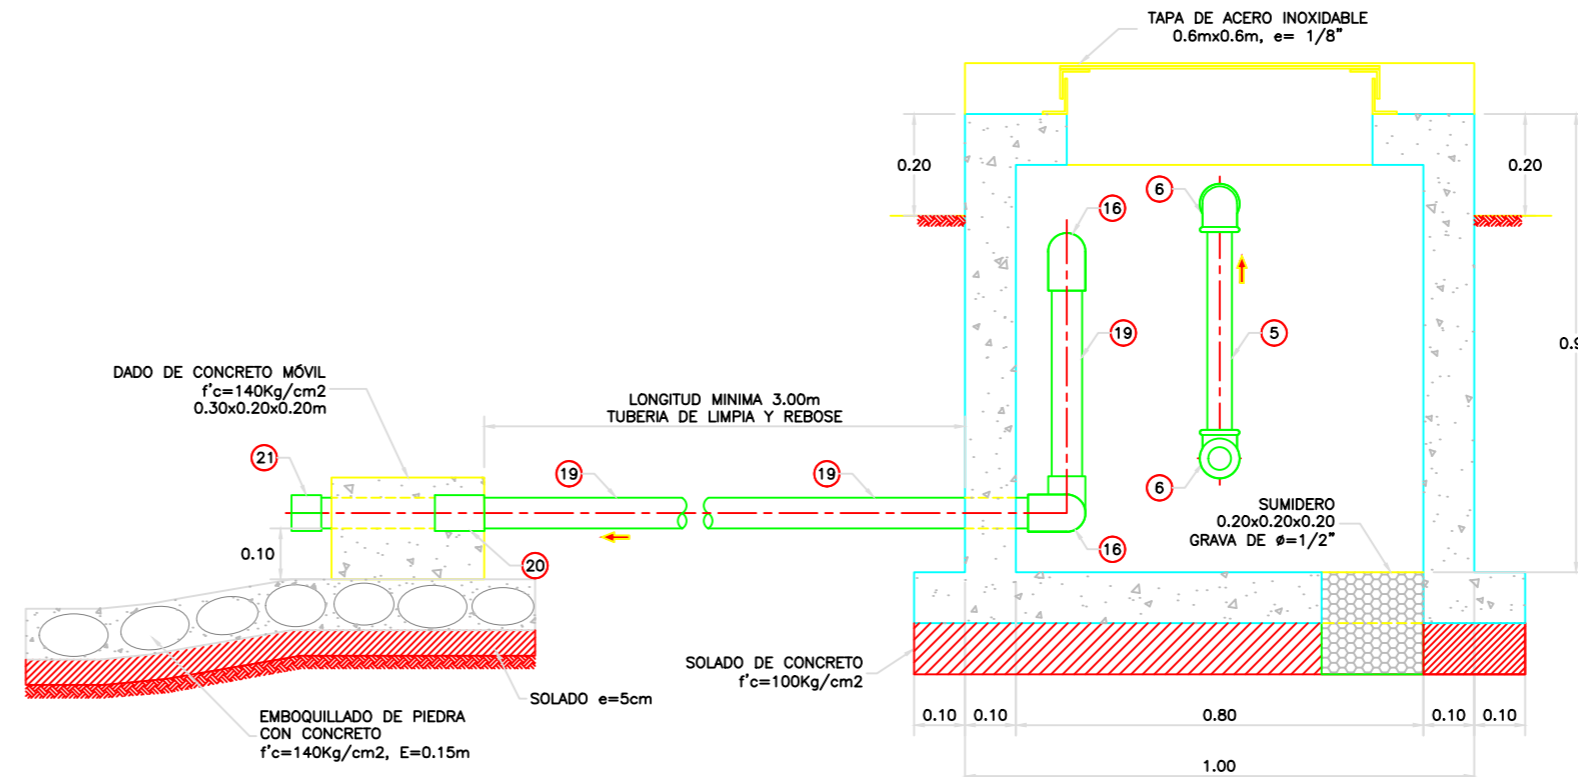 TAPA DE ACERO INOXIDABLE
0.6mx0.6m, e= 1/8"
0.20
0.20
6
16
19
5
DADO DE CONCRETO MÓVIL
f'c=140Kg/cm2
0.30x0.20x0.20m
LONGITUD MINIMA 3.00m
TUBERIA DE LIMPIA Y REBOSE
21
19
19
6
SUMIDERO
0.20x0.20x0.20
GRAVA DE ø=1/2"
16
0.10
20
SOLADO DE CONCRETO
f'c=100Kg/cm2
SOLADO e=5cm
EMBOQUILLADO DE PIEDRA
CON CONCRETO
f'c=140Kg/cm2, E=0.15m
0.10 0.10 0.80 0.10 0.10
1.00